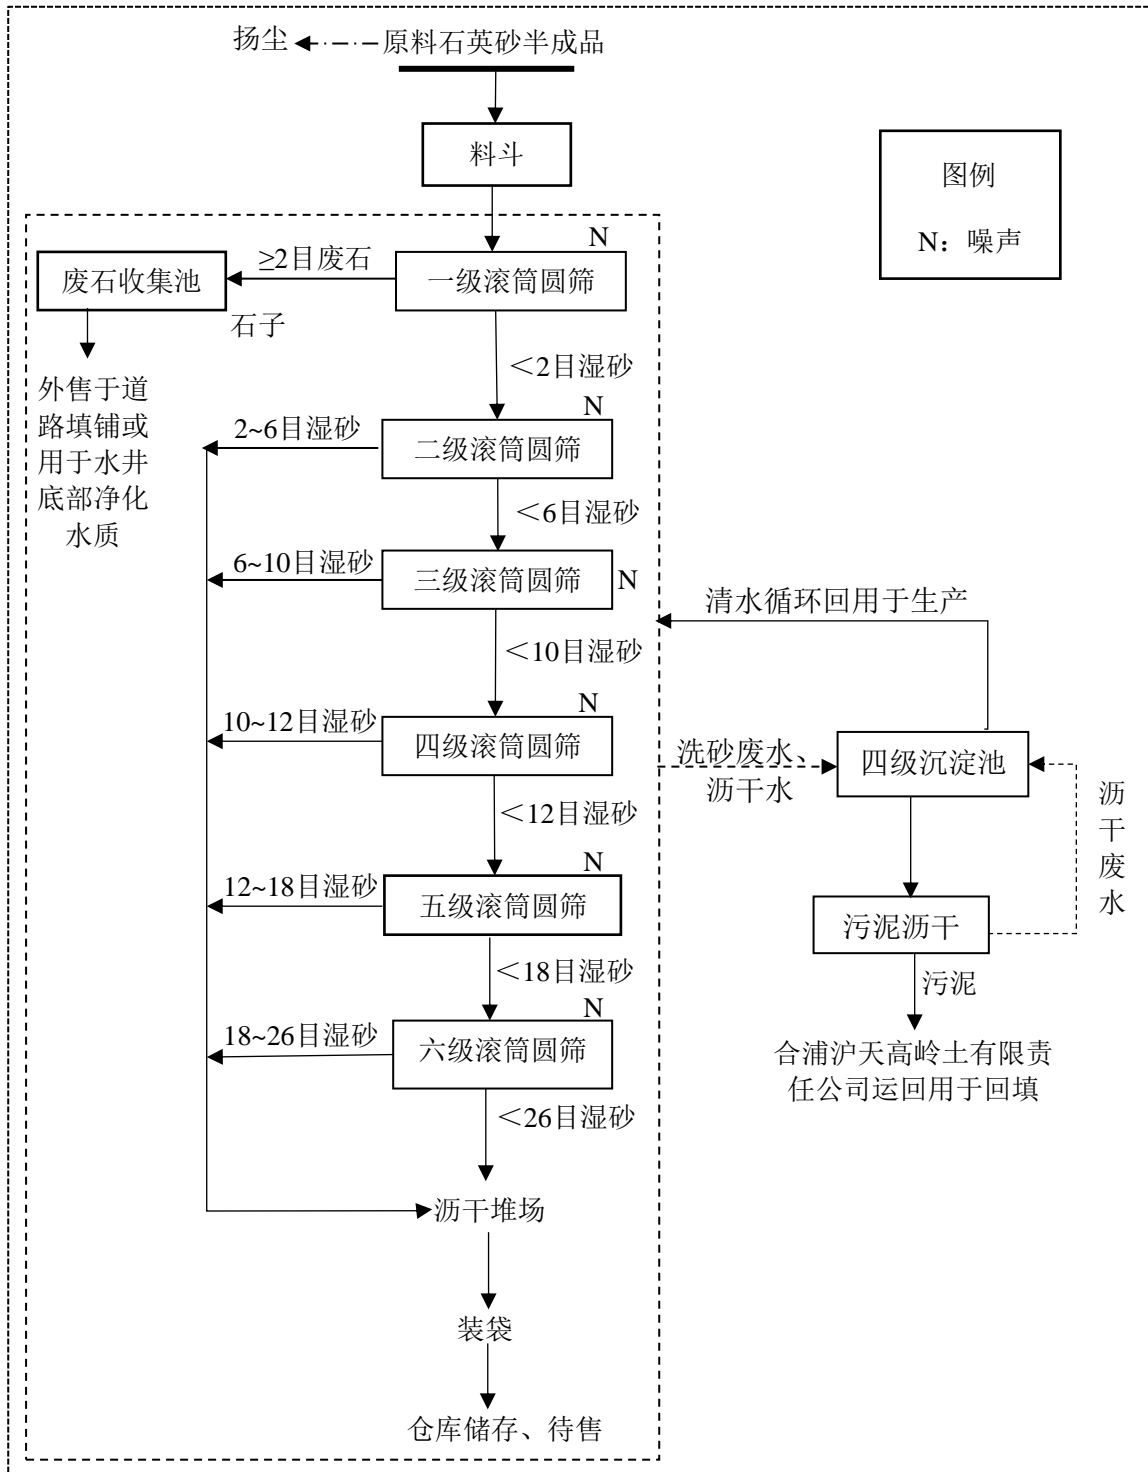 扬尘
原料石英砂半成品
料斗
图例
N：噪声
N
≥2目废石
废石收集池
一级滚筒圆筛
石子
＜2目湿砂
外售于道
路填铺或
用于水井
底部净化
水质
N
2~6目湿砂
二级滚筒圆筛
＜6目湿砂
6~10目湿砂
三级滚筒圆筛
N
清水循环回用于生产
＜10目湿砂
N
10~12目湿砂
四级滚筒圆筛
洗砂废水、
沥干水
四级沉淀池
沥
干
废
水
＜12目湿砂
N
12~18目湿砂
五级滚筒圆筛
污泥沥干
＜18目湿砂
污泥
N
18~26目湿砂
六级滚筒圆筛
合浦沪天高岭土有限责
任公司运回用于回填
＜26目湿砂
沥干堆场
装袋
仓库储存、待售